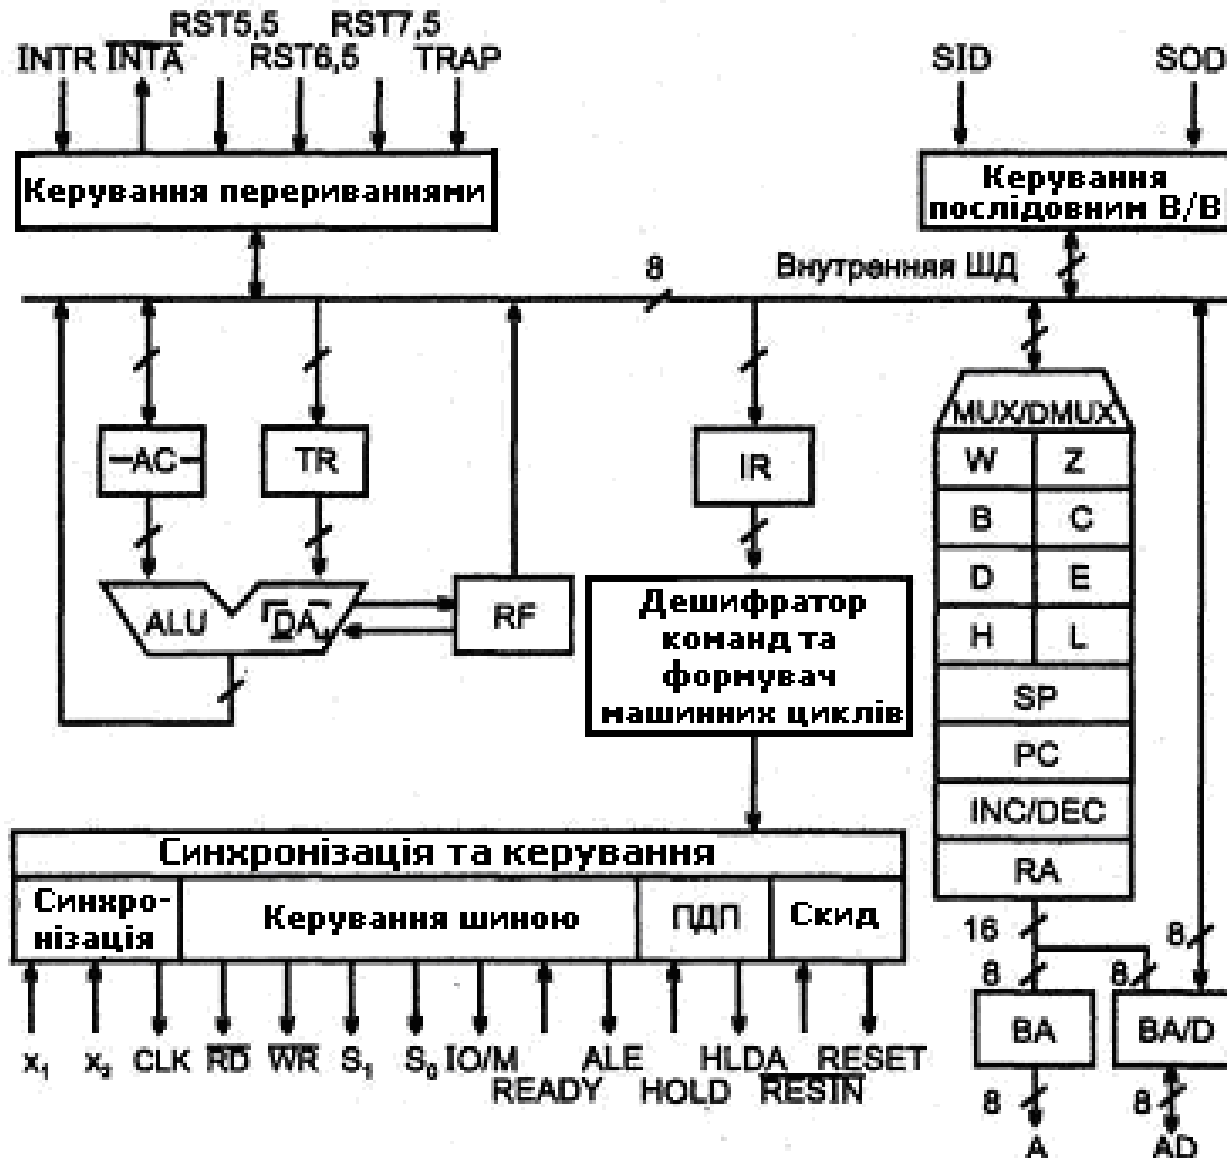 RST5,5 RST7,5
INTR INTA RST6,5 TRAP SID SOD
Керування перериваннями
Керування
послідовним В/В
8 Внутренняя ШД
MUX/DMUX
AC TR IR W Z
B C
ALU DA RF D E
Дешифратор
команд та
формувач
машинних циклів
H L
SP
PC
INC/DEC
RA
Синхронізація та керування
Синхро-
нізація
Керування шиною ПДП Скид
16 8
8 8
BA BA/D
x₁ x₂ CLK RD WR S₁ S₀ IO/M ALE HLDA RESET
READY HOLD RESIN
8 8
A AD